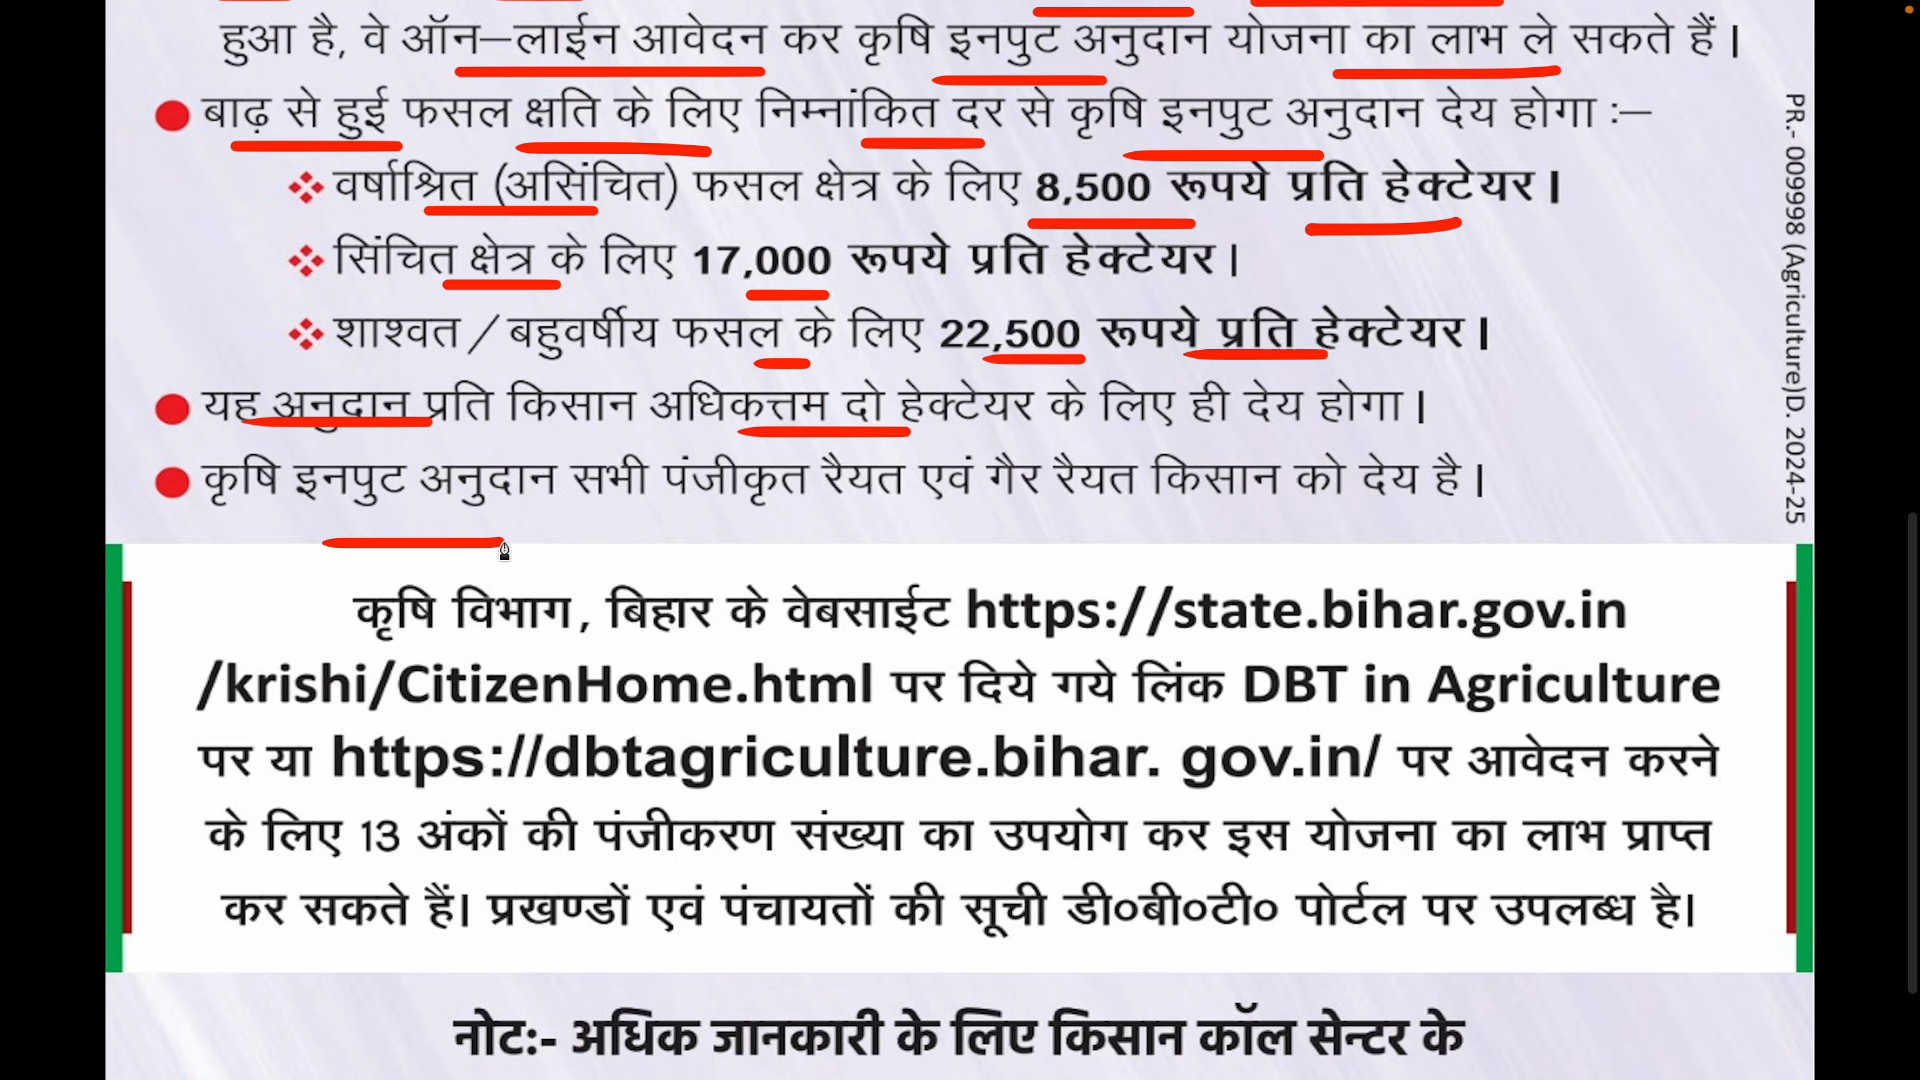 हुआ है, वे ऑन–लाईन आवेदन कर कृषि इनपुट अनुदान योजना का लाभ ले सकते हैं।
बाढ़ से हुई फसल क्षति के लिए निम्नांकित दर से कृषि इनपुट अनुदान देय होगा :–
वर्षाश्रित (असिंचित) फसल क्षेत्र के लिए 8,500 रूपये प्रति हेक्टेयर।
सिंचित क्षेत्र के लिए 17,000 रूपये प्रति हेक्टेयर।
शाश्वत / बहुवर्षीय फसल के लिए 22,500 रूपये प्रति हेक्टेयर।
यह अनुदान प्रति किसान अधिकत्तम दो हेक्टेयर के लिए ही देय होगा।
कृषि इनपुट अनुदान सभी पंजीकृत रैयत एवं गैर रैयत किसान को देय है।
PR.- 009998 (Agriculture)D. 2024-25
कृषि विभाग, बिहार के वेबसाईट https://state.bihar.gov.in
/krishi/CitizenHome.html पर दिये गये लिंक DBT in Agriculture
पर या https://dbtagriculture.bihar. gov.in/ पर आवेदन करने
के लिए 13 अंकों की पंजीकरण संख्या का उपयोग कर इस योजना का लाभ प्राप्त
कर सकते हैं। प्रखण्डों एवं पंचायतों की सूची डी०बी०टी० पोर्टल पर उपलब्ध है।
नोटः- अधिक जानकारी के लिए किसान कॉल सेन्टर के